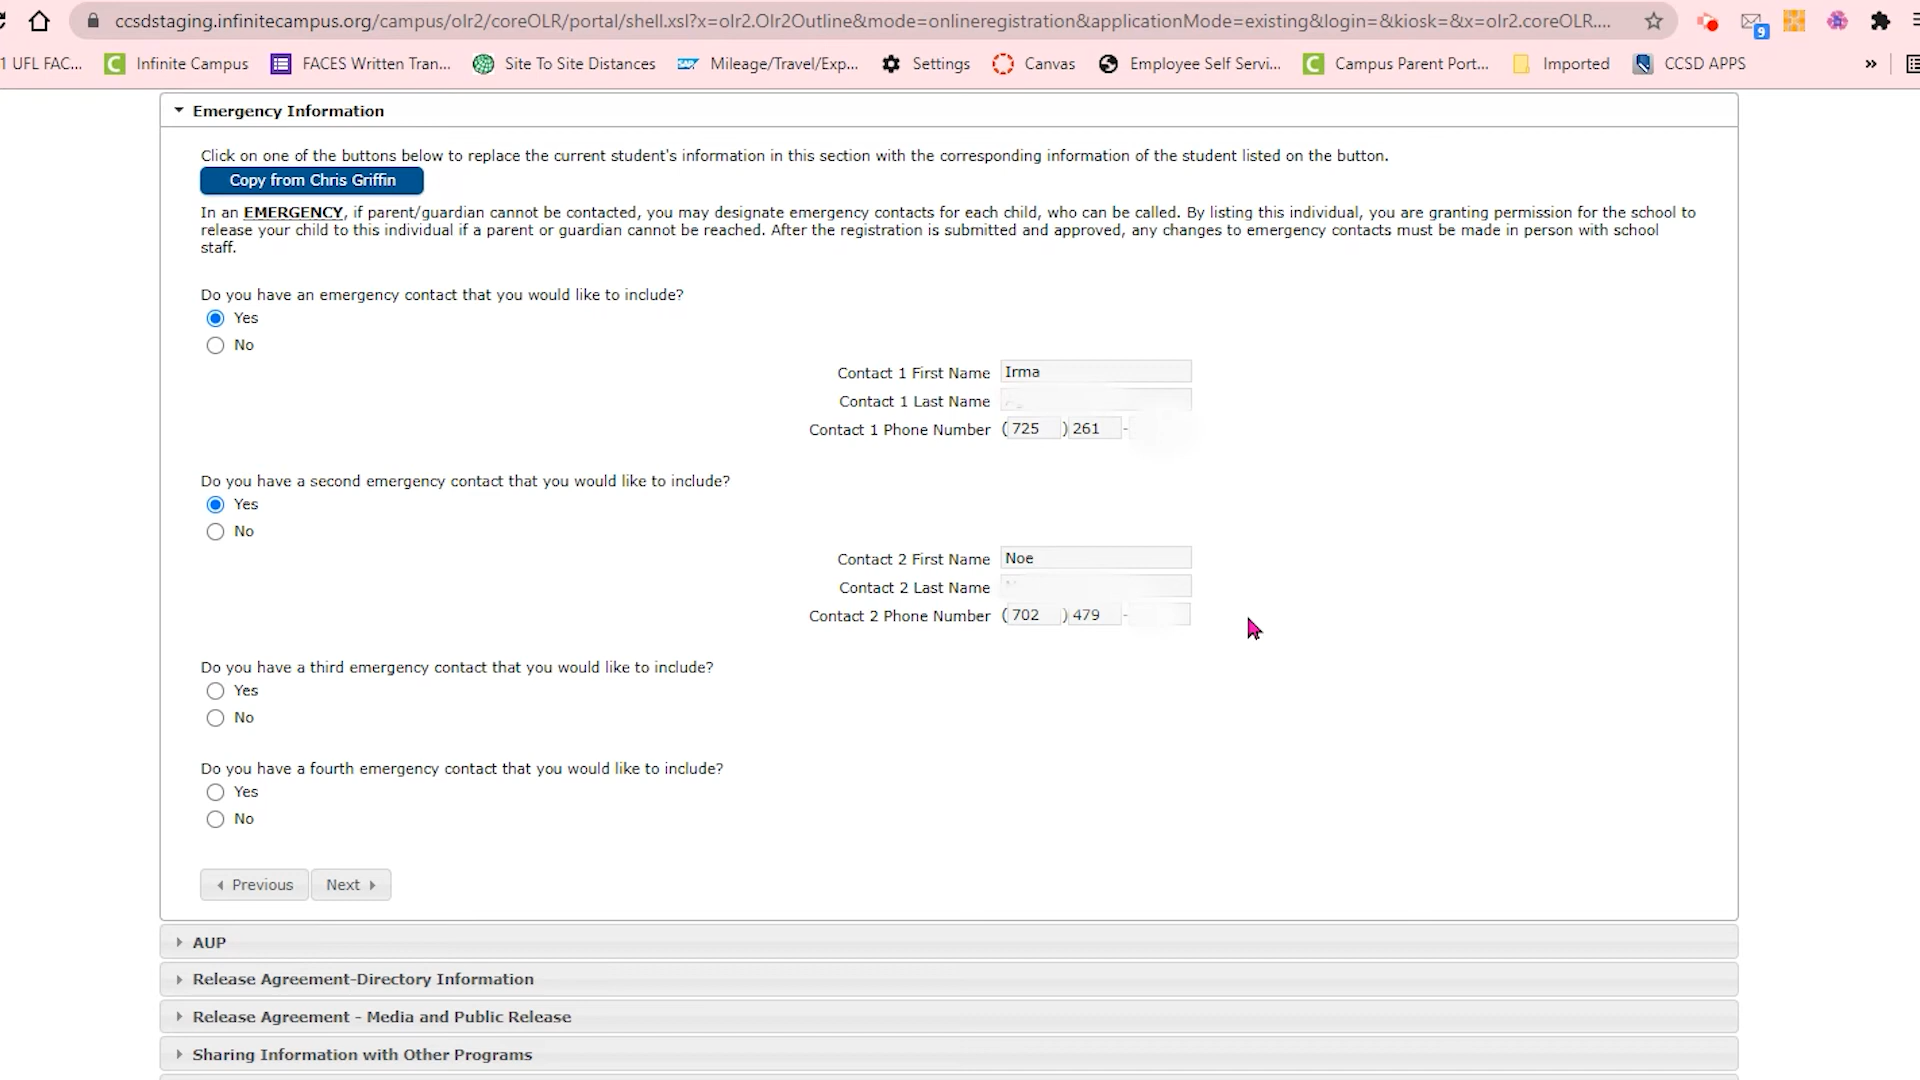 ccsdstaging.infinitecampus.org/campus/olr2/coreOLR/portal/shell.xsl?x=olr2.Olr2Outline&mode=onlineregistration&applicationMode=existing&login=&kiosk=&x=olr2.coreOLR....
9
1 UFL FAC... Infinite Campus FACES Written Tran... Site To Site Distances Mileage/Travel/Exp... Settings Canvas Employee Self Servi... Campus Parent Port... Imported CCSD APPS »
Emergency Information
Click on one of the buttons below to replace the current student's information in this section with the corresponding information of the student listed on the button.
Copy from Chris Griffin
In an EMERGENCY, if parent/guardian cannot be contacted, you may designate emergency contacts for each child, who can be called. By listing this individual, you are granting permission for the school to
release your child to this individual if a parent or guardian cannot be reached. After the registration is submitted and approved, any changes to emergency contacts must be made in person with school
staff.
Do you have an emergency contact that you would like to include?
Yes
No
Contact 1 First Name Irma
Contact 1 Last Name
Contact 1 Phone Number (725 ) 261 -
Do you have a second emergency contact that you would like to include?
Yes
No
Contact 2 First Name Noe
Contact 2 Last Name
Contact 2 Phone Number (702 ) 479 -
Do you have a third emergency contact that you would like to include?
Yes
No
Do you have a fourth emergency contact that you would like to include?
Yes
No
Previous Next
AUP
Release Agreement-Directory Information
Release Agreement - Media and Public Release
Sharing Information with Other Programs